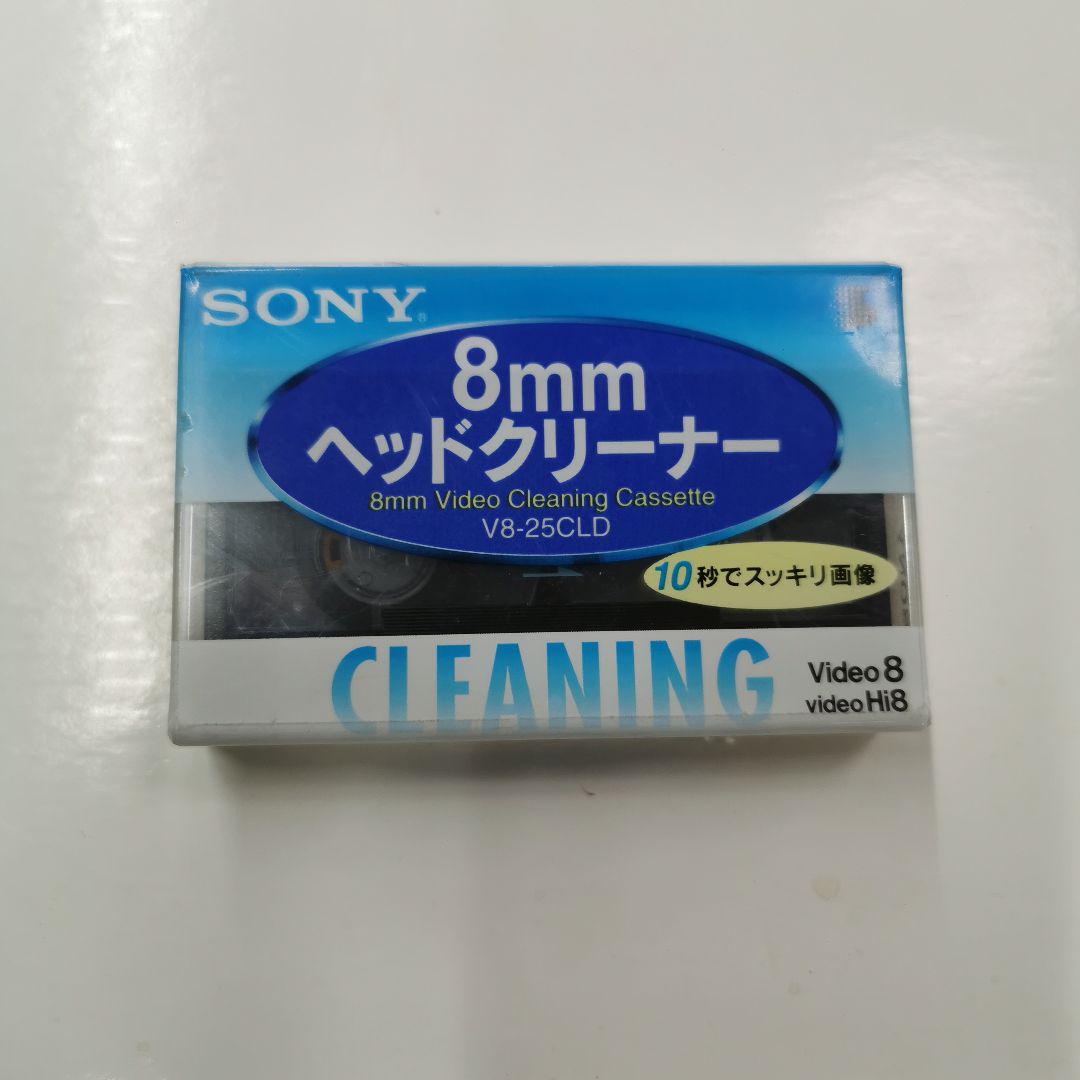 SONY
8mm
ヘッドクリーナー
8mm Video Cleaning Cassette
V8-25CLD
10秒でスッキリ画像
CLEANING
Video 8
video Hi8